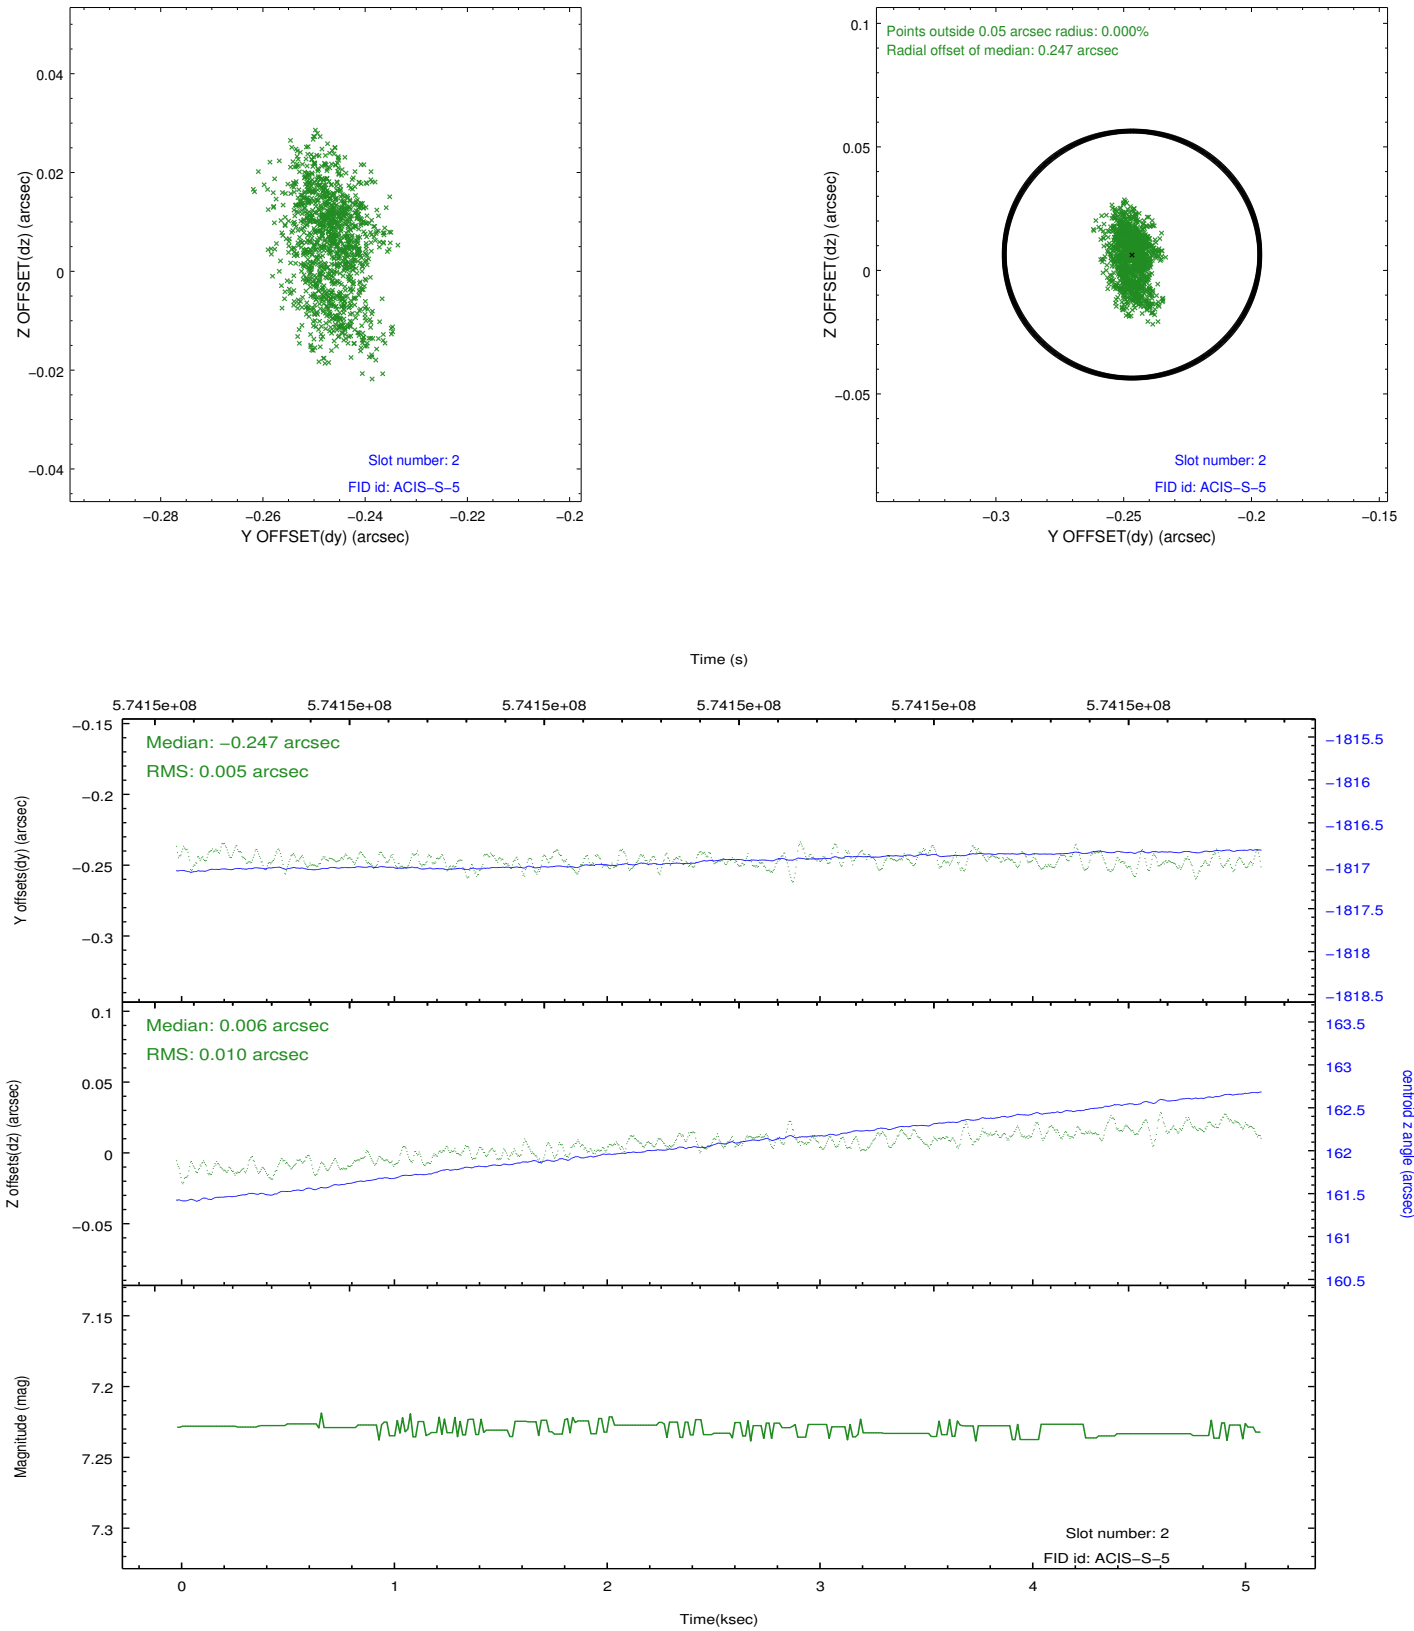 0.04
0.02
0
−0.02
−0.04
Z OFFSET(dz) (arcsec)
Slot number: 2
FID id: ACIS−S−5
−0.28 −0.26 −0.24 −0.22 −0.2
Y OFFSET(dy) (arcsec)
Points outside 0.05 arcsec radius: 0.000%
Radial offset of median: 0.247 arcsec
0.1
0.05
0
−0.05
Z OFFSET(dz) (arcsec)
Slot number: 2
FID id: ACIS−S−5
−0.3 −0.25 −0.2 −0.15
Y OFFSET(dy) (arcsec)
Time (s)
5.7415e+08 5.7415e+08 5.7415e+08 5.7415e+08 5.7415e+08 5.7415e+08
Median: −0.247 arcsec
RMS: 0.005 arcsec
−0.15
−0.2
−0.25
−0.3
Y offsets(dy) (arcsec)
−1815.5
−1816
−1816.5
−1817
−1817.5
−1818
−1818.5
Median: 0.006 arcsec
RMS: 0.010 arcsec
0.1
0.05
0
−0.05
Z offsets(dz) (arcsec)
163.5
163
162.5
162
161.5
161
160.5
centroid z angle (arcsec)
7.15
7.2
7.25
7.3
Magnitude (mag)
Slot number: 2
FID id: ACIS−S−5
0 1 2 3 4 5
Time(ksec)